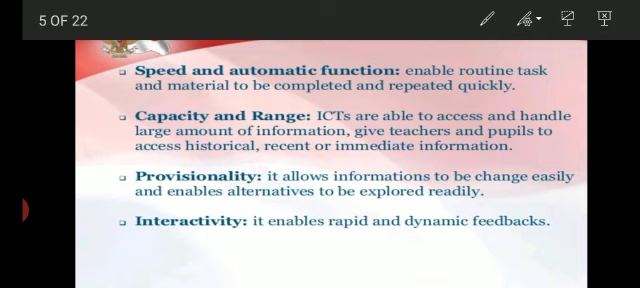 5 OF 22
Speed and automatic function: enable routine task
and material to be completed and repeated quickly.
Capacity and Range: ICTs are able to access and handle
large amount of information, give teachers and pupils to
access historical, recent or immediate information.
Provisionality: it allows informations to be change easily
and enables alternatives to be explored readily.
Interactivity: it enables rapid and dynamic feedbacks.